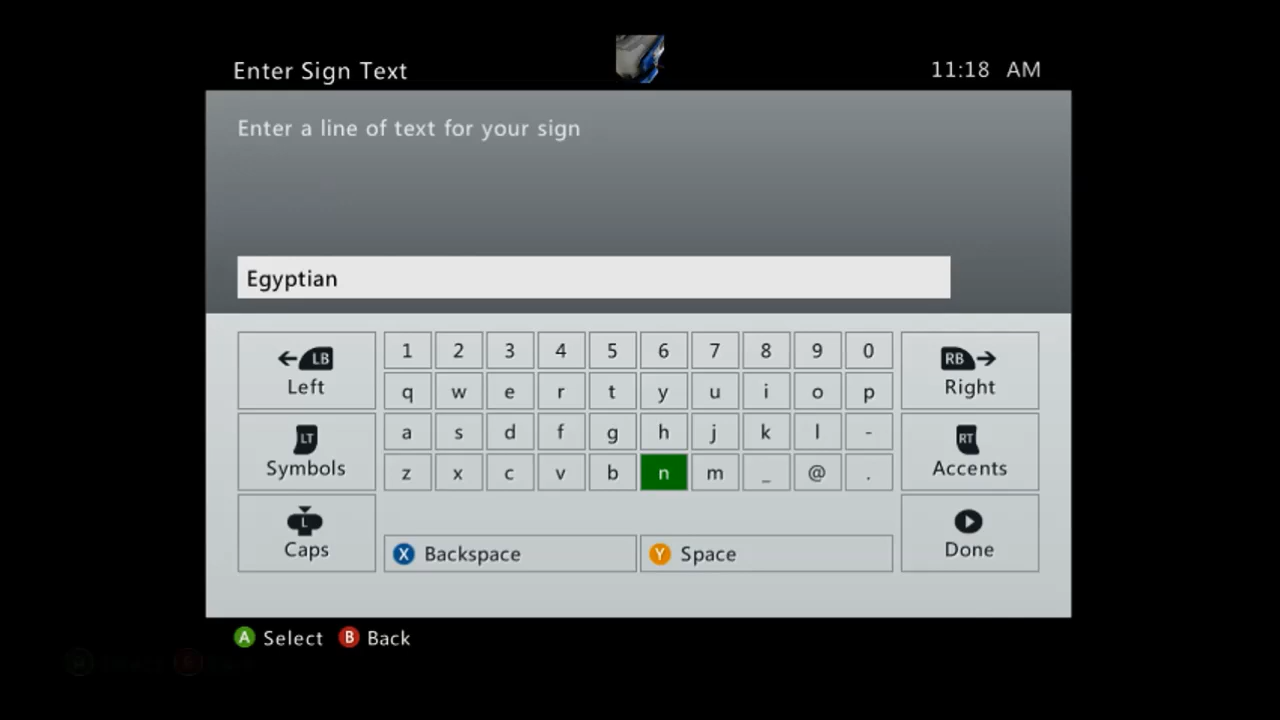 Enter Sign Text
11:18 AM
Enter a line of text for your sign
Egyptian
LB
Left
1 2 3 4 5 6 7 8 9 0
RB
Right
q w e r t y u i o p
LT
Symbols
a s d f g h j k l -
RT
Accents
z x c v b n m _ @ .
L
Caps
X Backspace
Y Space
Done
A Select
B Back